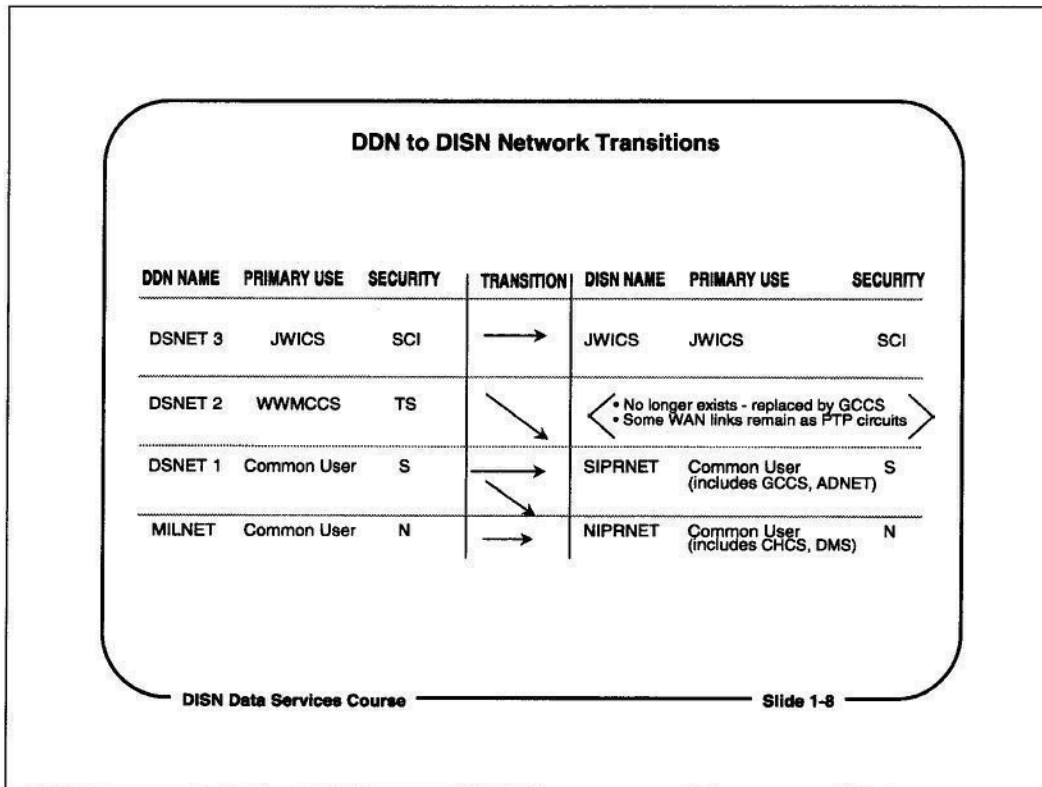 DDN to DISN Network Transitions
DDN NAME PRIMARY USE SECURITY TRANSITION DISN NAME PRIMARY USE SECURITY
DSNET 3 JWICS SCI JWICS JWICS SCI
DSNET 2 WWMCCS TS • No longer exists - replaced by GCCS
• Some WAN links remain as PTP circuits
DSNET 1 Common User S SIPRNET Common User S
(includes GCCS, ADNET)
MILNET Common User N NIPRNET Common User N
(includes CHCS, DMS)
DISN Data Services Course Slide 1-8